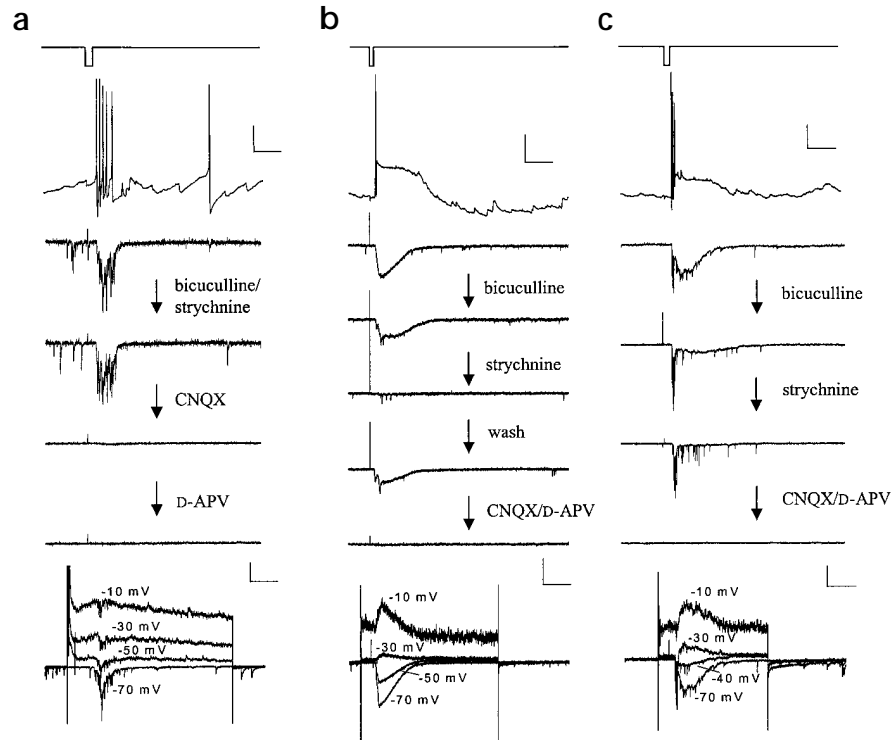 a
b
c
bicuculline/
strychnine
CNQX
D-APV
-10 mV
-30 mV
-50 mV
-70 mV
bicuculline
strychnine
wash
CNQX/D-APV
-10 mV
-30 mV
-50 mV
-70 mV
bicuculline
strychnine
CNQX/D-APV
-10 mV
-30 mV
-40 mV
-70 mV